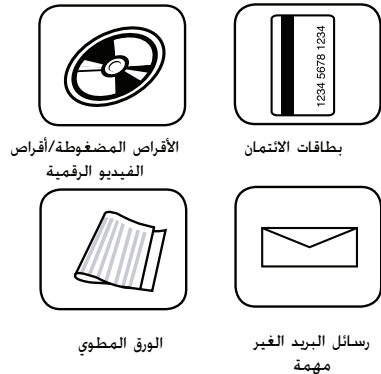 1234 5678 1234
بطاقات الائتمان
الأقراص المضغوطة/أقراص
الفيديو الرقمية
رسائل البريد الغير
مهمة
الورق المطوي